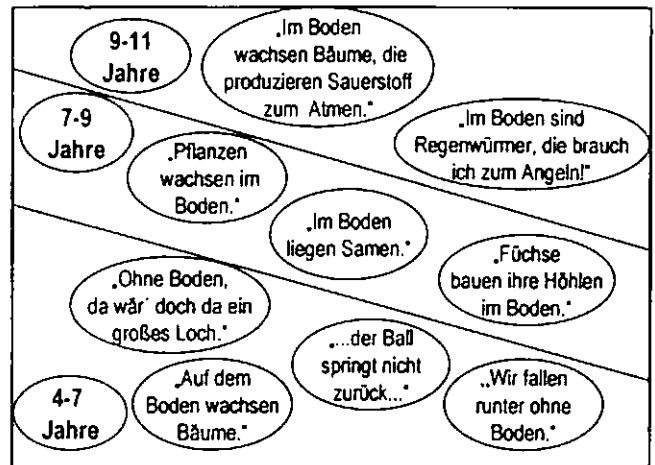 9-11
Jahre
„Im Boden
wachsen Bäume, die
produzieren Sauerstoff
zum Atmen."
7-9
Jahre
„Pflanzen
wachsen im
Boden."
„Im Boden sind
Regenwürmer, die brauch
ich zum Angeln!"
„Im Boden
liegen Samen."
„Füchse
bauen ihre Höhlen
im Boden."
„Ohne Boden,
da wär´ doch da ein
großes Loch."
„...der Ball
springt nicht
zurück..."
4-7
Jahre
„Auf dem
Boden wachsen
Bäume."
„Wir fallen
runter ohne
Boden."